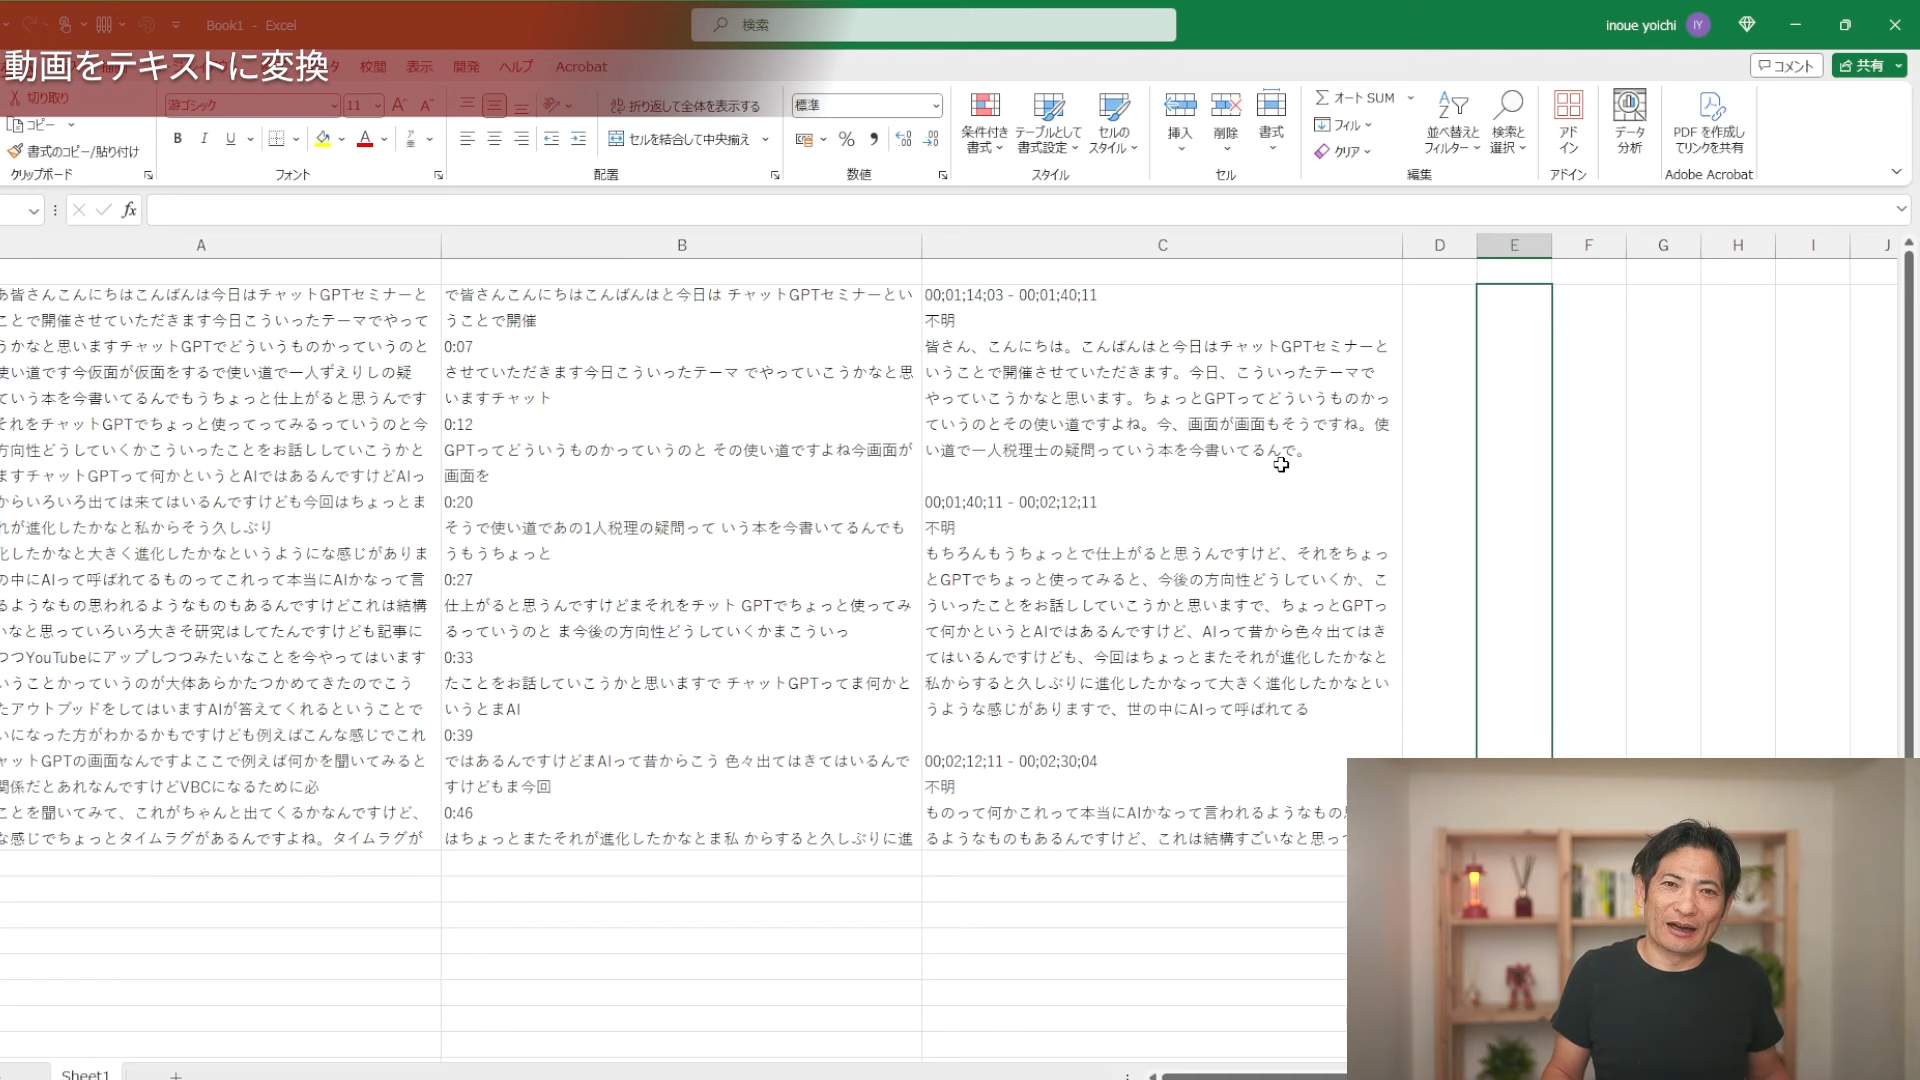 Book1 - Excel
検索
inoue yoichi
IY
動画をテキストに変換
校閲 表示 開発 ヘルプ Acrobat
コメント
共有
切り取り
コピー
書式のコピー/貼り付け
クリップボード
游ゴシック
11
B I U
フォント
折り返して全体を表示する
セルを結合して中央揃え
配置
標準
数値
条件付き書式
テーブルとして書式設定
セルのスタイル
スタイル
挿入
削除
書式
セル
オート SUM
フィル
クリア
並べ替えとフィルター
検索と選択
編集
アドイン
アドイン
データ分析
PDF を作成してリンクを共有
Adobe Acrobat
fx
A B C D E F G H I J
あ皆さんこんにちはこんばんは今日はチャットGPTセミナーと
ことで開催させていただきます今日こういったテーマでやって
うかなと思いますチャットGPTでどういうものかっていうのと
使い道です今仮面が仮面をするで使い道で一人ずえりしの疑
ていう本を今書いてるんでもうちょっと仕上がると思うんです
それをチャットGPTでちょっと使ってってみるっていうのと今
方向性どうしていくかこういったことをお話ししていこうかと
ますチャットGPTって何かというとAIではあるんですけどAIっ
からいろいろ出ては来てはいるんですけども今回はちょっとま
れが進化したかなと私からそう久しぶり
化したかなと大きく進化したかなというようにな感じがありま
の中にAIって呼ばれてるものってこれって本当にAIかなって言
るようなもの思われるようなものもあるんですけどこれは結構
いなと思っていろいろ大きそ研究はしてたんですけども記事に
つつYouTubeにアップしつつみたいなことを今やってはいます
いうことかっていうのが大体あらかたつかめてきたのでこう
たアウトプッドをしてはいますAIが答えてくれるということで
いになった方がわかるかもですけども例えばこんな感じでこれ
ャットGPTの画面なんですよここで例えば何かを聞いてみると
関係だとあれなんですけどVBCになるために必
ことを聞いてみて、これがちゃんと出てくるかなんですけど、
な感じでちょっとタイムラグがあるんですよね。タイムラグが
で皆さんこんにちはこんばんはと今日は チャットGPTセミナーとい
うことで開催
0:07
させていただきます今日こういったテーマ でやっていこうかなと思
いますチャット
0:12
GPTってどういうものかっていうのと その使い道ですよね今画面が
画面を
0:20
そうで使い道であの1人税理の疑問って いう本を今書いてるんでも
うもうちょっと
0:27
仕上がると思うんですけどまそれをチット GPTでちょっと使ってみ
るっていうのと ま今後の方向性どうしていくかまこういっ
0:33
たことをお話していこうかと思いますで チャットGPTってま何かと
いうとまAI
0:39
ではあるんですけどまAIって昔からこう 色々出てはきてはいるんで
すけどもま今回
0:46
はちょっとまたそれが進化したかなとま私 からすると久しぶりに進
00;01;14;03 - 00;01;40;11
不明
皆さん、こんにちは。こんばんはと今日はチャットGPTセミナーと
いうことで開催させていただきます。今日、こういったテーマで
やっていこうかなと思います。ちょっとGPTってどういうものかっ
ていうのとその使い道ですよね。今、画面が画面もそうですね。使
い道で一人税理士の疑問っていう本を今書いてるんで。
00;01;40;11 - 00;02;12;11
不明
もちろんもうちょっとで仕上がると思うんですけど、それをちょっ
とGPTでちょっと使ってみると、今後の方向性どうしていくか、こ
ういったことをお話ししていこうかと思いますで、ちょっとGPTっ
て何かというとAIではあるんですけど、AIって昔から色々出てはき
てはいるんですけども、今回はちょっとまたそれが進化したかなと
私からすると久しぶりに進化したかなって大きく進化したかなとい
うような感じがありますで、世の中にAIって呼ばれてる
00;02;12;11 - 00;02;30;04
不明
ものって何かこれって本当にAIかなって言われるようなもの
るようなものもあるんですけど、これは結構すごいなと思っ
Sheet1